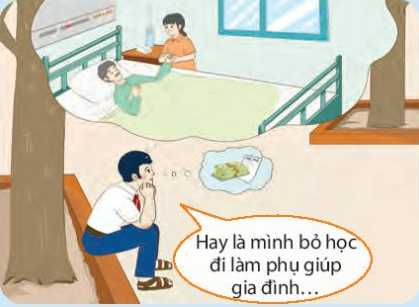 Hay là mình bỏ học
đi làm phụ giúp
gia đình...